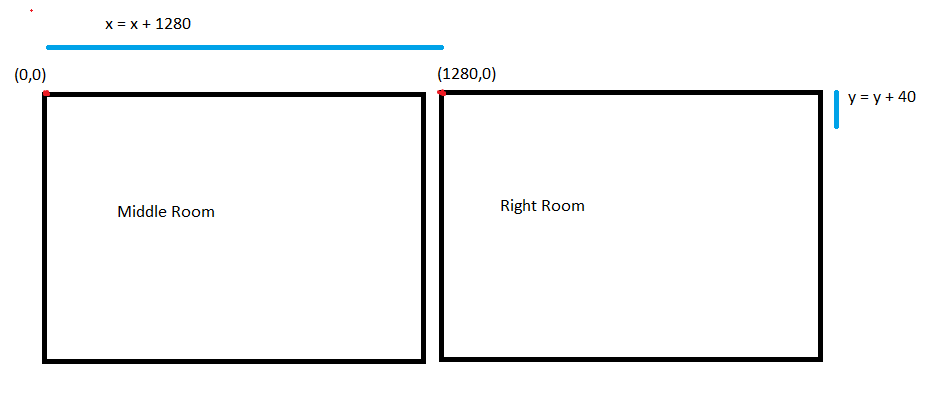 x = x + 1280
(0,0)
(1280,0)
y = y + 40
Middle Room
Right Room